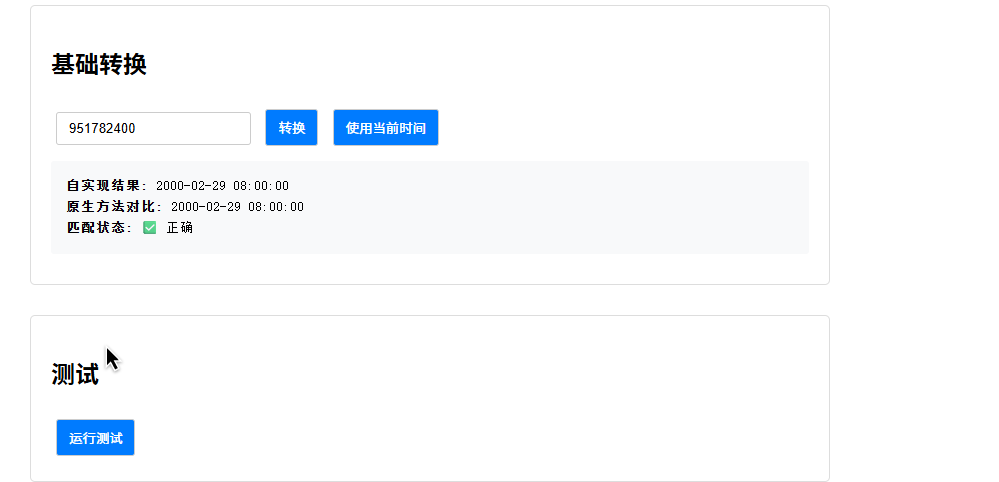 基础转换
951782400 转换 使用当前时间
自实现结果: 2000-02-29 08:00:00
原生方法对比: 2000-02-29 08:00:00
匹配状态: ✅ 正确
测试
运行测试